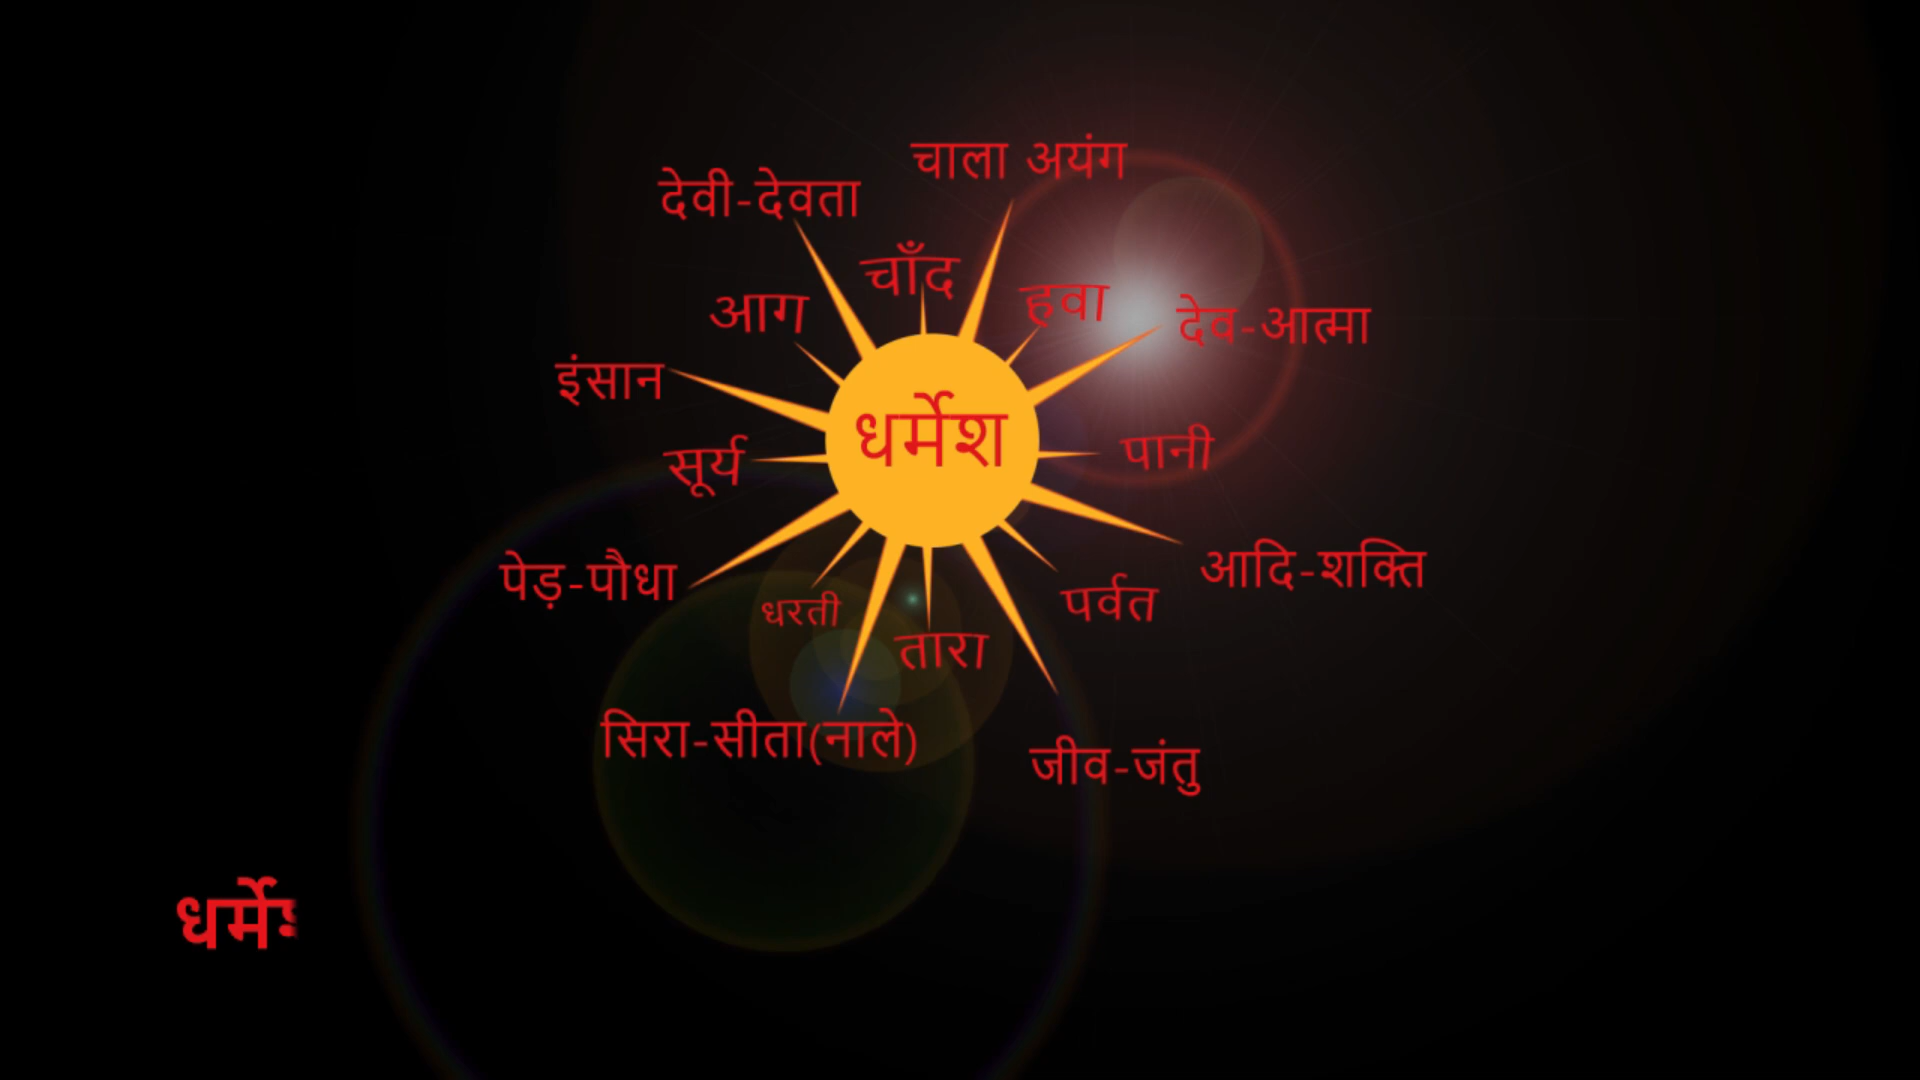 चाला अयंग
देवी-देवता
चाँद
आग
हवा
देव-आत्मा
इंसान
धर्मेश
सूर्य
पानी
पेड़-पौधा
आदि-शक्ति
धरती
पर्वत
तारा
सिरा-सीता(नाले)
जीव-जंतु